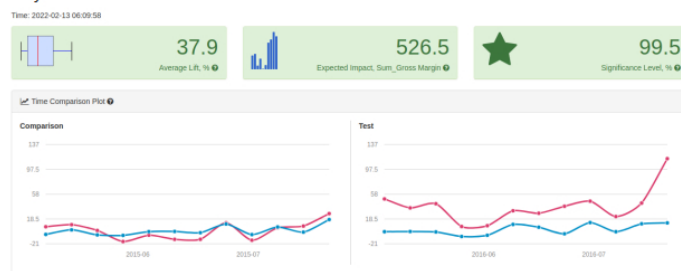 Time: 2022-02-13 06:09:58
37.9
Average Lift, %
526.5
Expected Impact, Sum_Gross Margin
99.5
Significance Level, %
Time Comparison Plot
Comparison
137
97.5
58
18.5
-21
2015-06
2015-07
Test
137
97.5
58
18.5
-21
2016-06
2016-07